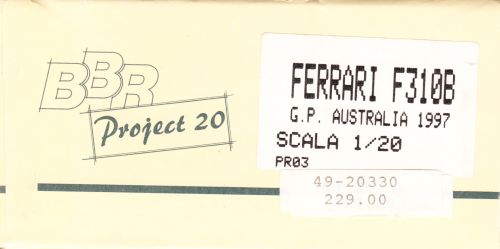 BBR
Project 20
FERRARI F310B
G.P. AUSTRALIA 1997
SCALA 1/20
PR03
49-20330
229.00